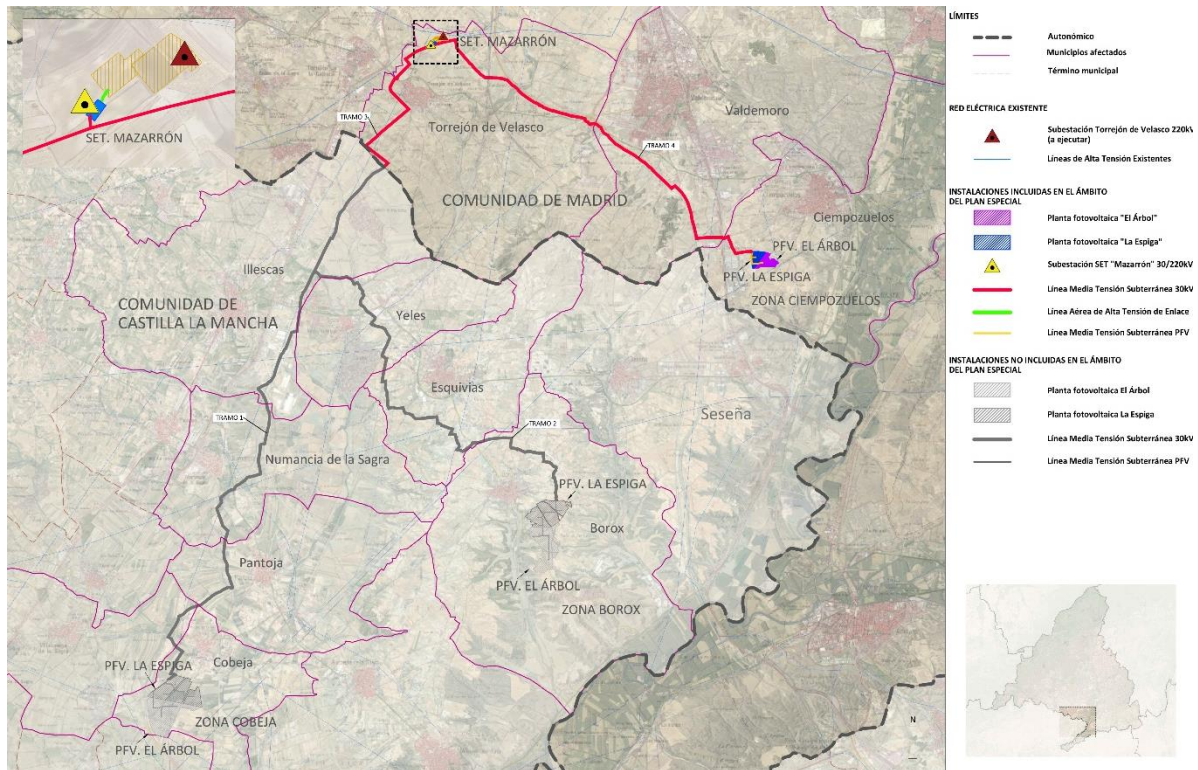 SET. MAZARRÓN
SET. MAZARRÓN
TRAMO 3
Torrejón de Velasco
Valdemoro
TRAMO 4
COMUNIDAD DE MADRID
Ciempozuelos
PFV. EL ÁRBOL
PFV. LA ESPIGA
ZONA CIEMPOZUELOS
Illescas
COMUNIDAD DE
CASTILLA LA MANCHA
Yeles
Esquivias
Seseña
TRAMO 1
TRAMO 2
Numancia de la Sagra
PFV. LA ESPIGA
Borox
Pantoja
PFV. EL ÁRBOL
ZONA BOROX
PFV. LA ESPIGA
Cobeja
ZONA COBEJA
PFV. EL ÁRBOL
N
LÍMITES
Autonómico
Municipios afectados
Término municipal
RED ELÉCTRICA EXISTENTE
Subestación Torrejón de Velasco 220kV
(a ejecutar)
Líneas de Alta Tensión Existentes
INSTALACIONES INCLUIDAS EN EL ÁMBITO
DEL PLAN ESPECIAL
Planta fotovoltaica "El Árbol"
Planta fotovoltaica "La Espiga"
Subestación SET "Mazarrón" 30/220kV
Línea Media Tensión Subterránea 30kV
Línea Aérea de Alta Tensión de Enlace
Línea Media Tensión Subterránea PFV
INSTALACIONES NO INCLUIDAS EN EL ÁMBITO
DEL PLAN ESPECIAL
Planta fotovoltaica El Árbol
Planta fotovoltaica La Espiga
Línea Media Tensión Subterránea 30kV
Línea Media Tensión Subterránea PFV